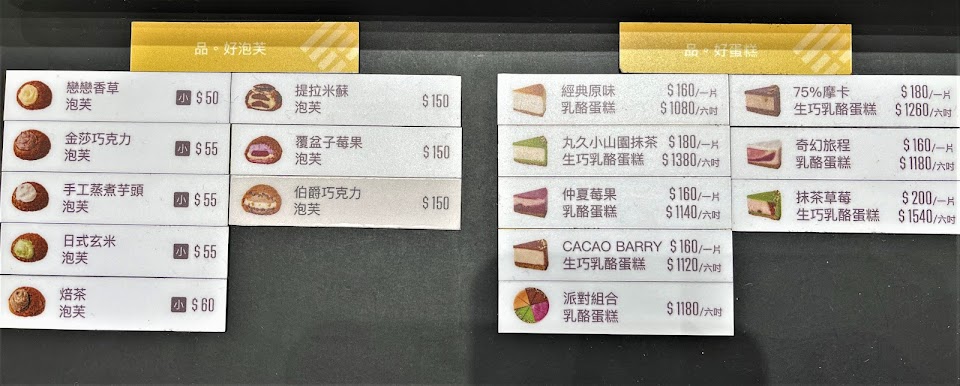 品。好泡芙
戀戀香草
泡芙
小 $50
金莎巧克力
泡芙
小 $55
手工蒸煮芋頭
泡芙
小 $55
日式玄米
泡芙
小 $55
焙茶
泡芙
小 $60
提拉米蘇
泡芙
$150
覆盆子莓果
泡芙
$150
伯爵巧克力
泡芙
$150
品。好蛋糕
經典原味 $160/一片
乳酪蛋糕 $1080/六吋
丸久小山園抹茶 $180/一片
生巧乳酪蛋糕 $1380/六吋
仲夏莓果 $160/一片
乳酪蛋糕 $1140/六吋
CACAO BARRY $160/一片
生巧乳酪蛋糕 $1120/六吋
派對組合
乳酪蛋糕
$1180/六吋
75%摩卡 $180/一片
生巧乳酪蛋糕 $1260/六吋
奇幻旅程 $160/一片
乳酪蛋糕 $1180/六吋
抹茶草莓 $200/一片
生巧乳酪蛋糕 $1540/六吋